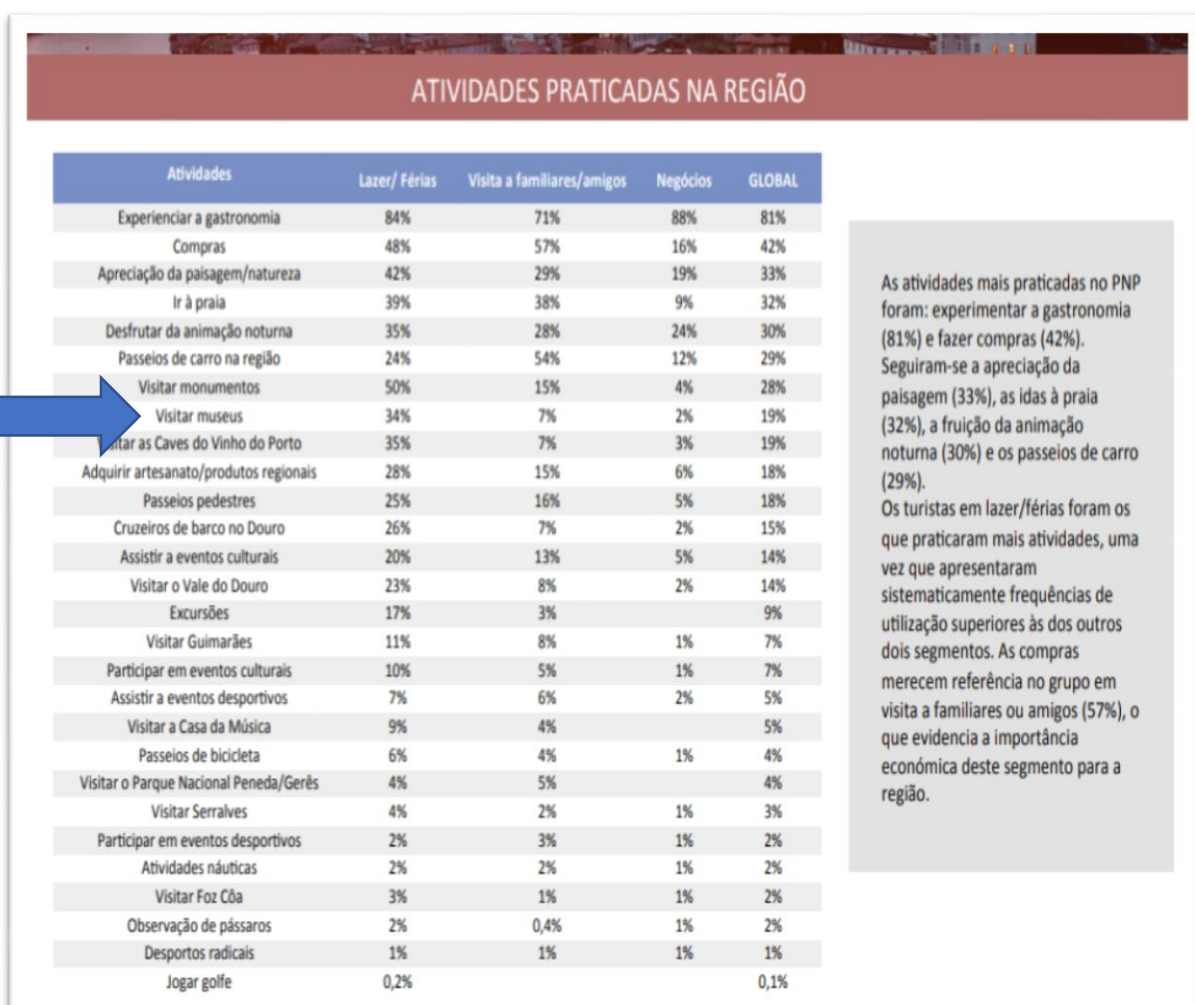 ATIVIDADES PRATICADAS NA REGIÃO
Atividades Lazer/ Férias Visita a familiares/amigos Negócios GLOBAL
Experienciar a gastronomia 84% 71% 88% 81%
Compras 48% 57% 16% 42%
Apreciação da paisagem/natureza 42% 29% 19% 33%
Ir à praia 39% 38% 9% 32%
Desfrutar da animação noturna 35% 28% 24% 30%
Passeios de carro na região 24% 54% 12% 29%
Visitar monumentos 50% 15% 4% 28%
Visitar museus 34% 7% 2% 19%
itar as Caves do Vinho do Porto 35% 7% 3% 19%
Adquirir artesanato/produtos regionais 28% 15% 6% 18%
Passeios pedestres 25% 16% 5% 18%
Cruzeiros de barco no Douro 26% 7% 2% 15%
Assistir a eventos culturais 20% 13% 5% 14%
Visitar o Vale do Douro 23% 8% 2% 14%
Excursões 17% 3% 9%
Visitar Guimarães 11% 8% 1% 7%
Participar em eventos culturais 10% 5% 1% 7%
Assistir a eventos desportivos 7% 6% 2% 5%
Visitar a Casa da Música 9% 4% 5%
Passeios de bicicleta 6% 4% 1% 4%
Visitar o Parque Nacional Peneda/Gerês 4% 5% 4%
Visitar Serralves 4% 2% 1% 3%
Participar em eventos desportivos 2% 3% 1% 2%
Atividades náuticas 2% 2% 1% 2%
Visitar Foz Côa 3% 1% 1% 2%
Observação de pássaros 2% 0,4% 1% 2%
Desportos radicais 1% 1% 1% 1%
Jogar golfe 0,2% 0,1%
As atividades mais praticadas no PNP
foram: experimentar a gastronomia
(81%) e fazer compras (42%).
Seguiram-se a apreciação da
paisagem (33%), as idas à praia
(32%), a fruição da animação
noturna (30%) e os passeios de carro
(29%).
Os turistas em lazer/férias foram os
que praticaram mais atividades, uma
vez que apresentaram
sistematicamente frequências de
utilização superiores às dos outros
dois segmentos. As compras
merecem referência no grupo em
visita a familiares ou amigos (57%), o
que evidencia a importância
económica deste segmento para a
região.